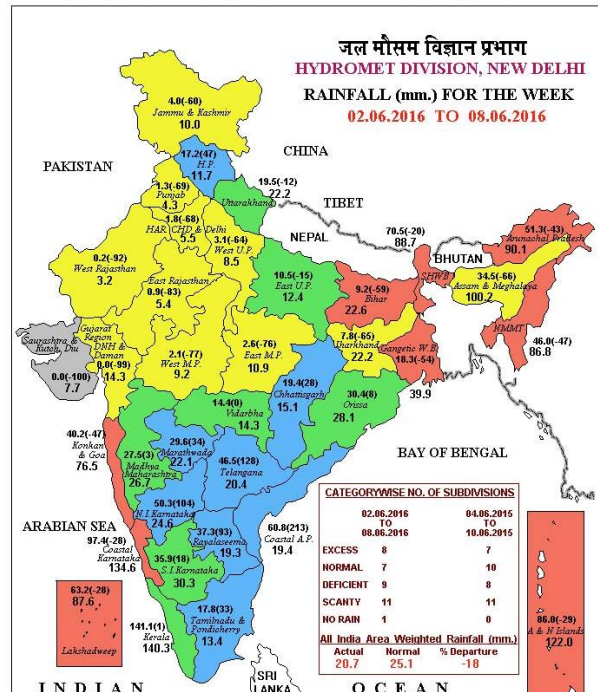 जल मौसम विज्ञान प्रभाग
HYDROMET DIVISION, NEW DELHI
RAINFALL (mm.) FOR THE WEEK
02.06.2016 TO 08.06.2016
4.0(-60)
Jammu & Kashmir
10.0
CHINA
17.2(47)
H.P.
11.7
PAKISTAN
1.3(-69)
Punjab
4.3
19.5(-12)
22.2
Uttarakhand
TIBET
1.8(-68)
HAR, CHD & Delhi
5.5
NEPAL
3.1(-64)
West U.P.
8.5
70.5(-20)
88.7
SHWB
BHUTAN
51.3(-43)
Arunachal Pradesh
90.1
0.2(-92)
West Rajasthan
3.2
East Rajasthan
0.9(-83)
5.4
10.5(-15)
East U.P.
12.4
9.2(-59)
Bihar
22.6
34.5(-66)
Assam & Meghalaya
100.2
NMMT
46.0(-47)
86.8
Saurashtra &
Kutch, Diu
0.0(-100)
7.7
Gujarat
Region
DNH &
Daman
0.0(-99)
14.3
2.1(-77)
West M.P.
9.2
2.6(-76)
East M.P.
10.9
7.8(-65)
Jharkhand
22.2
Gangetic W.B.
18.3(-54)
39.9
19.4(28)
Chhattisgarh
15.1
30.4(8)
Orissa
28.1
14.4(0)
Vidarbha
14.3
40.2(-47)
Konkan
& Goa
76.5
27.5(3)
Madhya
Maharashtra
26.7
29.6(34)
Marathwada
22.1
46.5(128)
Telangana
20.4
BAY OF BENGAL
50.3(104)
N.I.Karnataka
24.6
ARABIAN SEA
97.4(-28)
Coastal
Karnataka
134.6
37.3(93)
Rayalaseema
19.3
60.8(213)
Coastal A.P.
19.4
35.9(18)
S.I.Karnataka
30.3
63.2(-28)
87.6
Lakshadweep
17.8(33)
Tamilnadu &
Pondicherry
13.4
141.1(1)
Kerala
140.3
CATEGORYWISE NO. OF SUBDIVISIONS
02.06.2016 04.06.2015
TO TO
08.06.2016 10.06.2015
EXCESS 8 7
NORMAL 7 10
DEFICIENT 9 8
SCANTY 11 11
NO RAIN 1 0
All India Area Weighted Rainfall (mm.)
Actual Normal % Departure
20.7 25.1 -18
86.0(-29)
A & N Islands
122.0
SRI
LANKA
INDIAN OCEAN